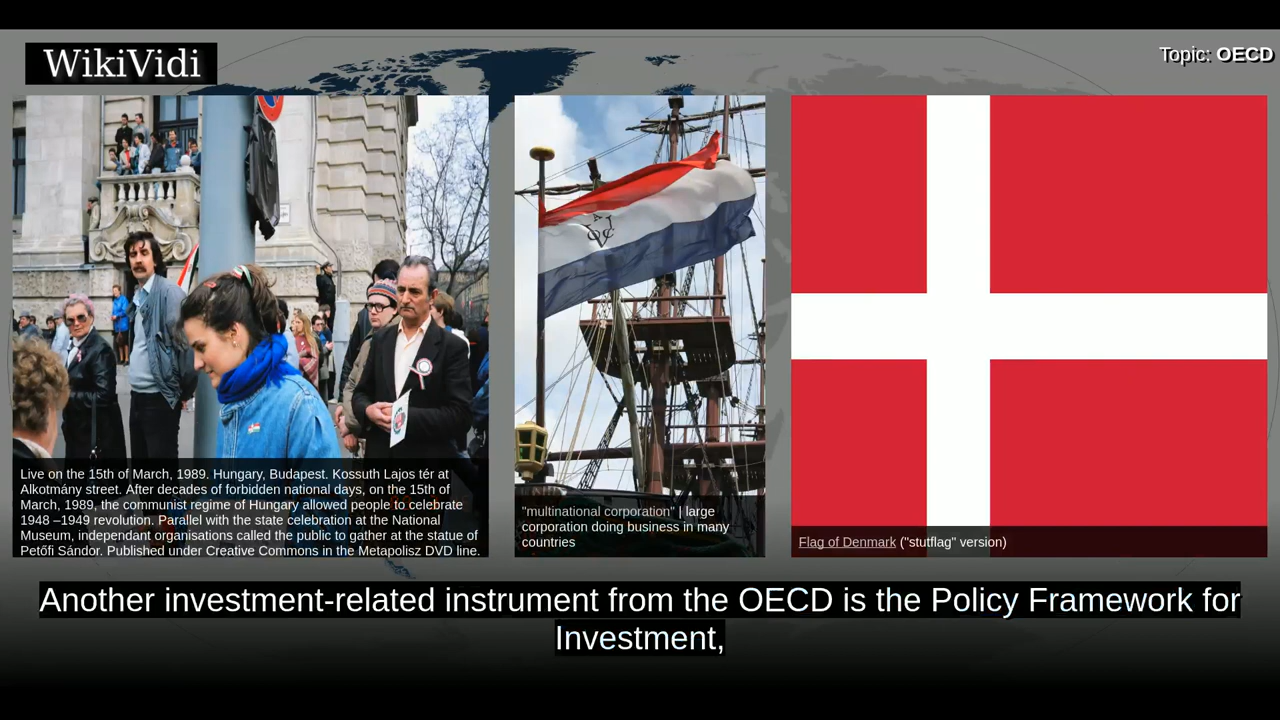 WikiVidi
Topic: OECD
Live on the 15th of March, 1989. Hungary, Budapest. Kossuth Lajos tér at
Alkotmány street. After decades of forbidden national days, on the 15th of
March, 1989, the communist regime of Hungary allowed people to celebrate
1948 –1949 revolution. Parallel with the state celebration at the National
Museum, independant organisations called the public to gather at the statue of
Petőfi Sándor. Published under Creative Commons in the Metapolisz DVD line.
"multinational corporation" | large
corporation doing business in many
countries
Flag of Denmark ("stutflag" version)
Another investment-related instrument from the OECD is the Policy Framework for
Investment,